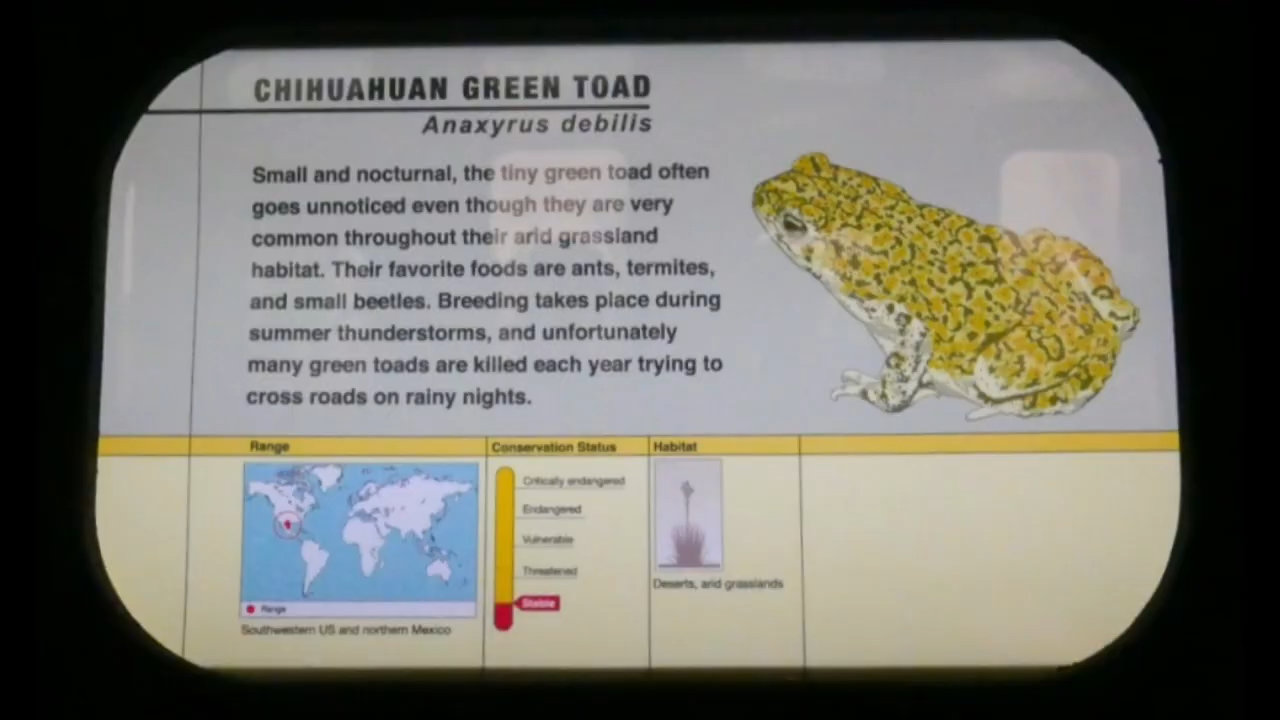 CHIHUAHUAN GREEN TOAD
Anaxyrus debilis
Small and nocturnal, the tiny green toad often
goes unnoticed even though they are very
common throughout their arid grassland
habitat. Their favorite foods are ants, termites,
and small beetles. Breeding takes place during
summer thunderstorms, and unfortunately
many green toads are killed each year trying to
cross roads on rainy nights.
Range
Conservation Status
Habitat
Critically endangered
Endangered
Vulnerable
Threatened
Stable
Range
Southwestern US and northern Mexico
Deserts, arid grasslands